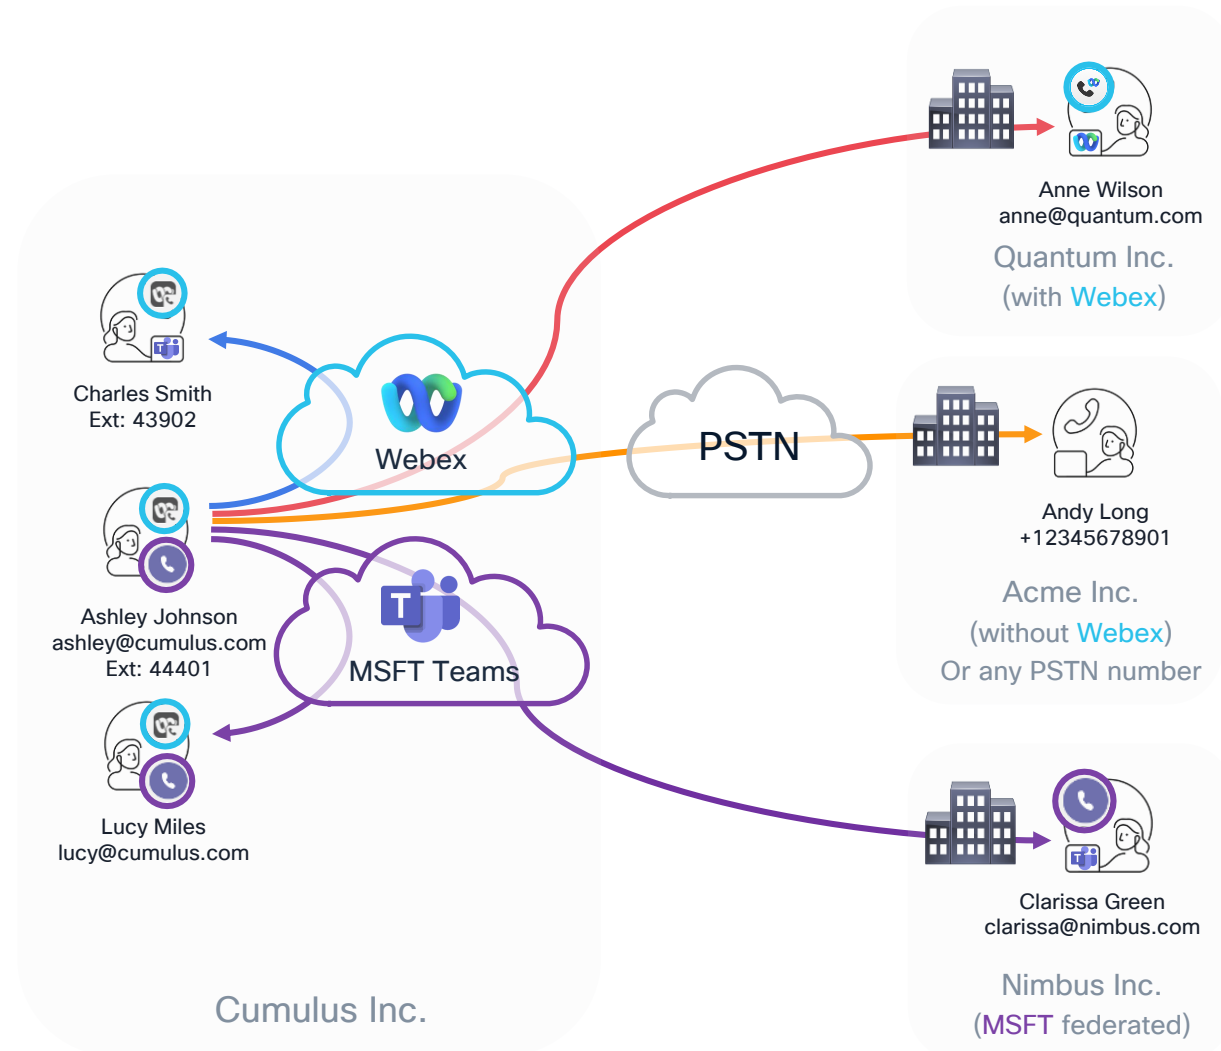 Anne Wilson
anne@quantum.com
Quantum Inc.
(with Webex)
Charles Smith
Ext: 43902
Webex
PSTN
Andy Long
+12345678901
Acme Inc.
(without Webex)
Or any PSTN number
Ashley Johnson
ashley@cumulus.com
Ext: 44401
T
MSFT Teams
Lucy Miles
lucy@cumulus.com
Clarissa Green
clarissa@nimbus.com
Nimbus Inc.
(MSFT federated)
Cumulus Inc.